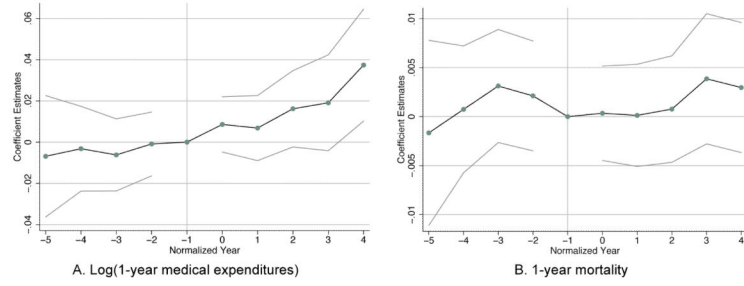 .06
.04
.02
0
-.02
-.04
Coefficient Estimates
-5 -4 -3 -2 -1 0 1 2 3 4
Normalized Year
A. Log(1-year medical expenditures)
.01
.005
0
-.005
-.01
Coefficient Estimates
-5 -4 -3 -2 -1 0 1 2 3 4
Normalized Year
B. 1-year mortality